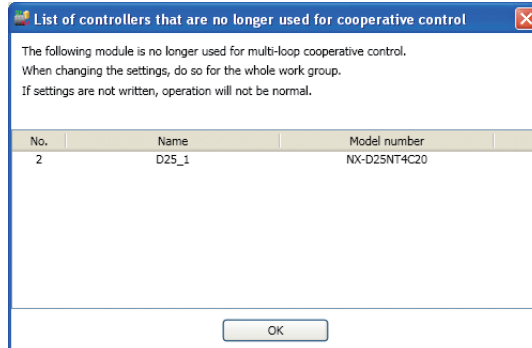 List of controllers that are no longer used for cooperative control
The following module is no longer used for multi-loop cooperative control.
When changing the settings, do so for the whole work group.
If settings are not written, operation will not be normal.
No. Name Model number
2 D25_1 NX-D25NT4C20
OK